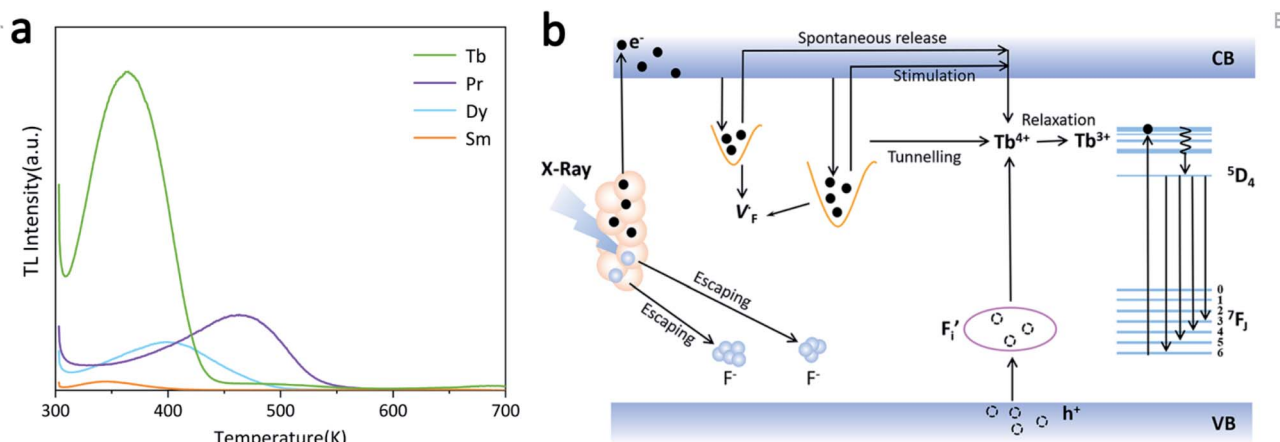 a
TL Intensity(a.u.)
Tb
Pr
Dy
Sm
300
400
500
600
700
Temperature(K)
b
e⁻
Spontaneous release
CB
Stimulation
X-Ray
Tunnelling
Tb⁴⁺
Relaxation
Tb³⁺
⁵D₄
V˙F
Escaping
Escaping
F⁻
F⁻
Fᵢ′
0
1
2
3
4
5
6
⁷FJ
h⁺
VB